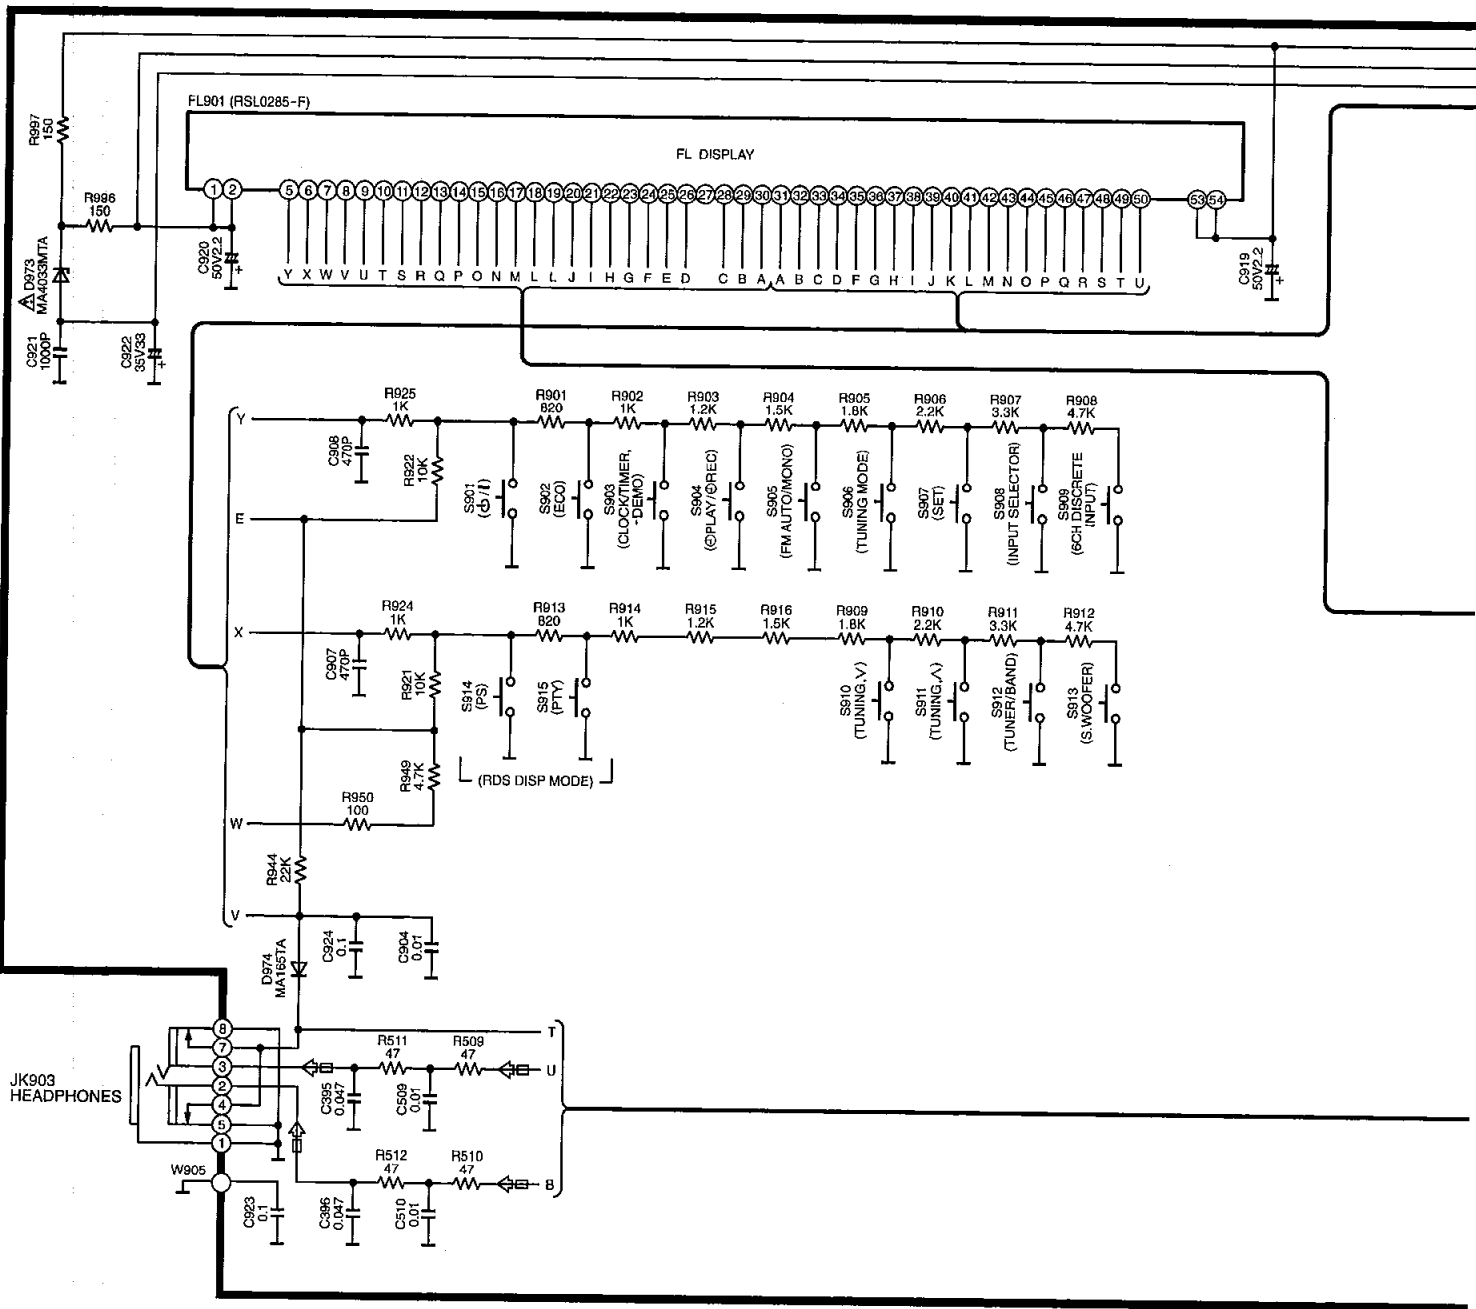 FL901 (RSL0285-F)
FL DISPLAY
R997
150
R996
150
D973
MA4033MTA
C921
1000P
C922
35V33
C920
50V2.2
C919
50V2.2
1 2 5 6 7 8 9 10 11 12 13 14 15 16 17 18 19 20 21 22 23 24 25 26 27 28 29 30 31 32 33 34 35 36 37 38 39 40 41 42 43 44 45 46 47 48 49 50 53 54
Y X W V U T S R Q P O N M L L J I H G F E D C B A A B C D F G H I J K L M N O P Q R S T U
Y
R925
1K
R901
820
R902
1K
R903
1.2K
R904
1.5K
R905
1.8K
R906
2.2K
R907
3.3K
R908
4.7K
C908
470P
R922
10K
S901
(⏻/I)
S902
(ECO)
S903
(CLOCK/TIMER,
-DEMO)
S904
(⊙PLAY/⊙REC)
S905
(FM AUTO/MONO)
S906
(TUNING MODE)
S907
(SET)
S908
(INPUT SELECTOR)
S909
(6CH DISCRETE
INPUT)
E
X
R924
1K
R913
820
R914
1K
R915
1.2K
R916
1.5K
R909
1.8K
R910
2.2K
R911
3.3K
R912
4.7K
C907
470P
R921
10K
S914
(PS)
S915
(PTY)
S910
(TUNING,∨)
S911
(TUNING,∧)
S912
(TUNER/BAND)
S913
(S.WOOFER)
(RDS DISP MODE)
R949
4.7K
R950
100
W
R944
22K
V
D974
MA165TA
C924
0.1
C904
0.01
JK903
HEADPHONES
8
7
3
2
4
5
1
T
R511
47
R509
47
U
C395
0.047
C509
0.01
R512
47
R510
47
B
W905
C923
0.1
C396
0.047
C510
0.01